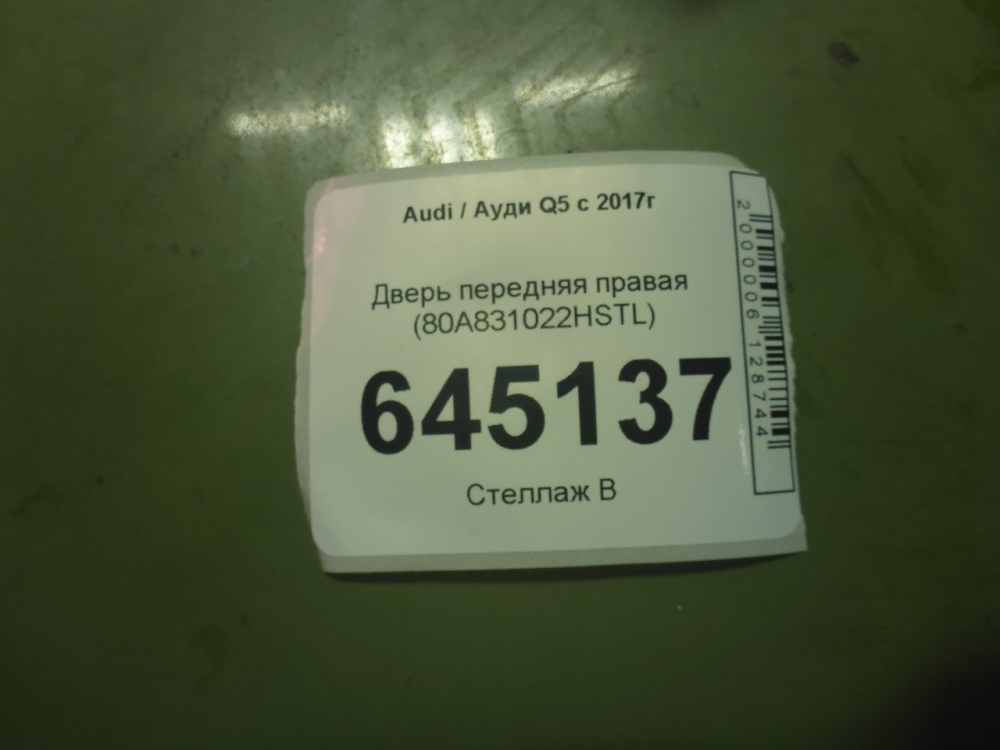 Audi / Ауди Q5 с 2017г
Дверь передняя правая
(80A831022HSTL)
645137
Стеллаж В
2000006128744